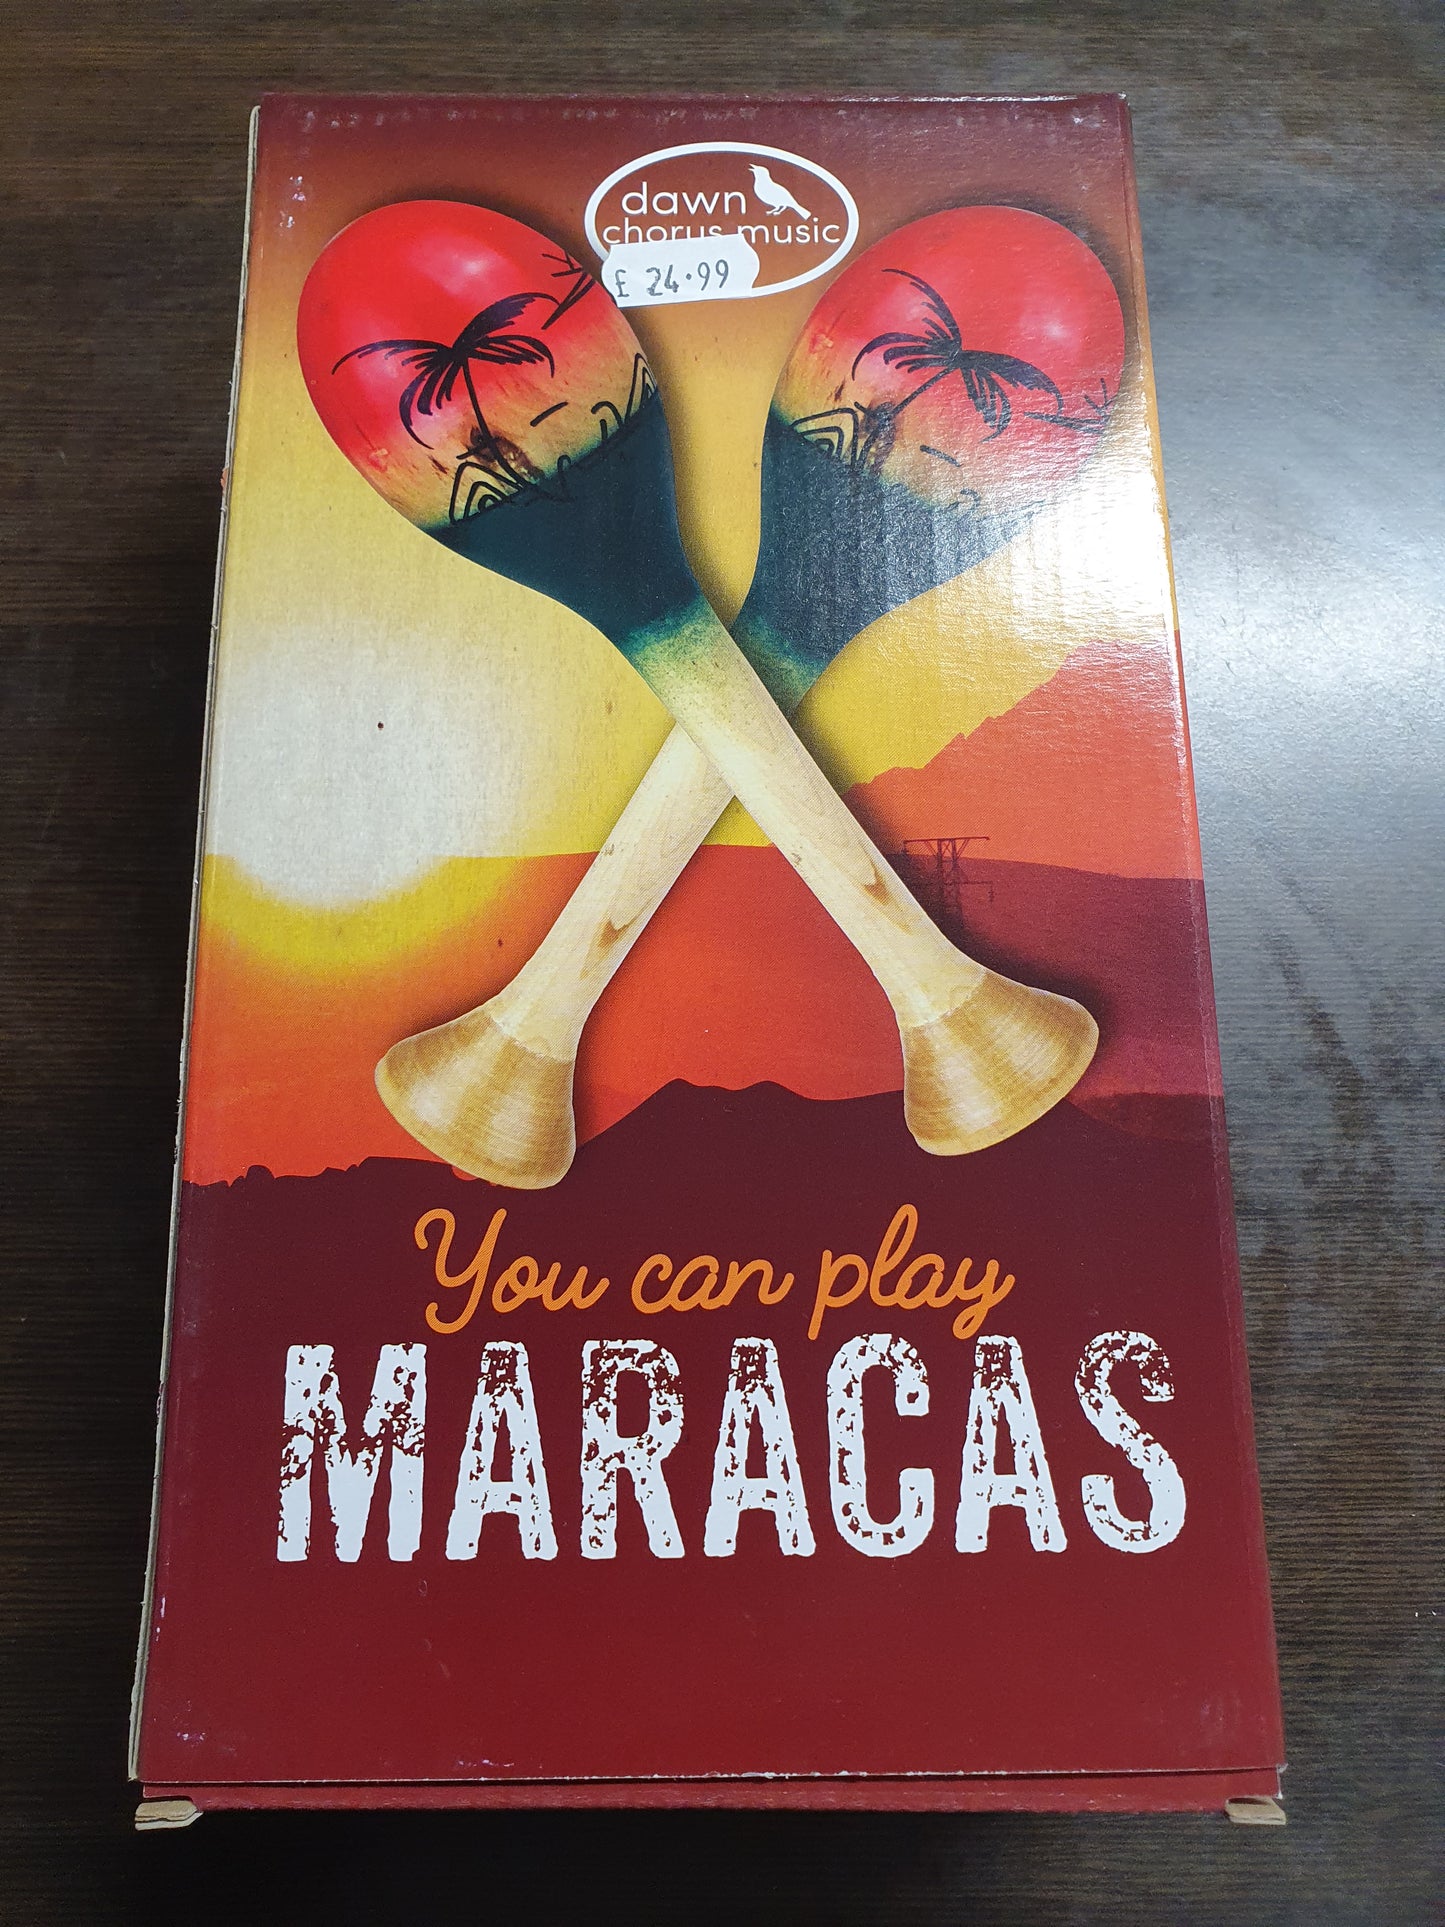 dawn
chorus music
£ 24.99
You can play
MARACAS